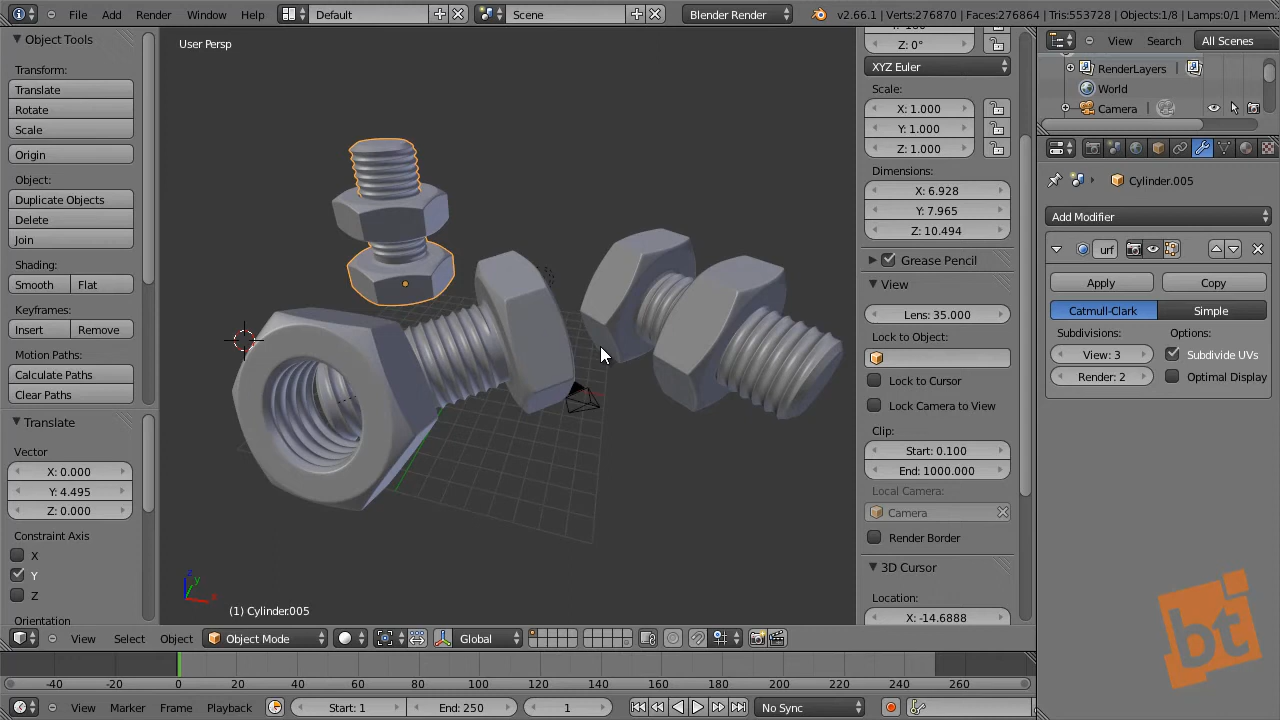 File Add Render Window Help Default Scene Blender Render v2.66.1 | Verts:276870 | Faces:276864 | Tris:553728 | Objects:1/8 | Lamps:0/1 | Mem:
Object Tools
Transform:
Translate
Rotate
Scale
Origin
Object:
Duplicate Objects
Delete
Join
Shading:
Smooth Flat
Keyframes:
Insert Remove
Motion Paths:
Calculate Paths
Clear Paths
Translate
Vector
X: 0.000
Y: 4.495
Z: 0.000
Constraint Axis
X
Y
Z
Orientation
User Persp
(1) Cylinder.005
Z: 0°
XYZ Euler
Scale:
X: 1.000
Y: 1.000
Z: 1.000
Dimensions:
X: 6.928
Y: 7.965
Z: 10.494
Grease Pencil
View
Lens: 35.000
Lock to Object:
Lock to Cursor
Lock Camera to View
Clip:
Start: 0.100
End: 1000.000
Local Camera:
Camera
Render Border
3D Cursor
Location:
X: -14.6888
View Search All Scenes
RenderLayers
World
Camera
Cylinder.005
Add Modifier
urf
Apply Copy
Catmull-Clark Simple
Subdivisions: Options:
View: 3 Subdivide UVs
Render: 2 Optimal Display
bt
View Select Object Object Mode Global
-40 -20 0 20 40 60 80 100 120 140 160 180 200 220 240 260
View Marker Frame Playback Start: 1 End: 250 1 No Sync
x
y
z